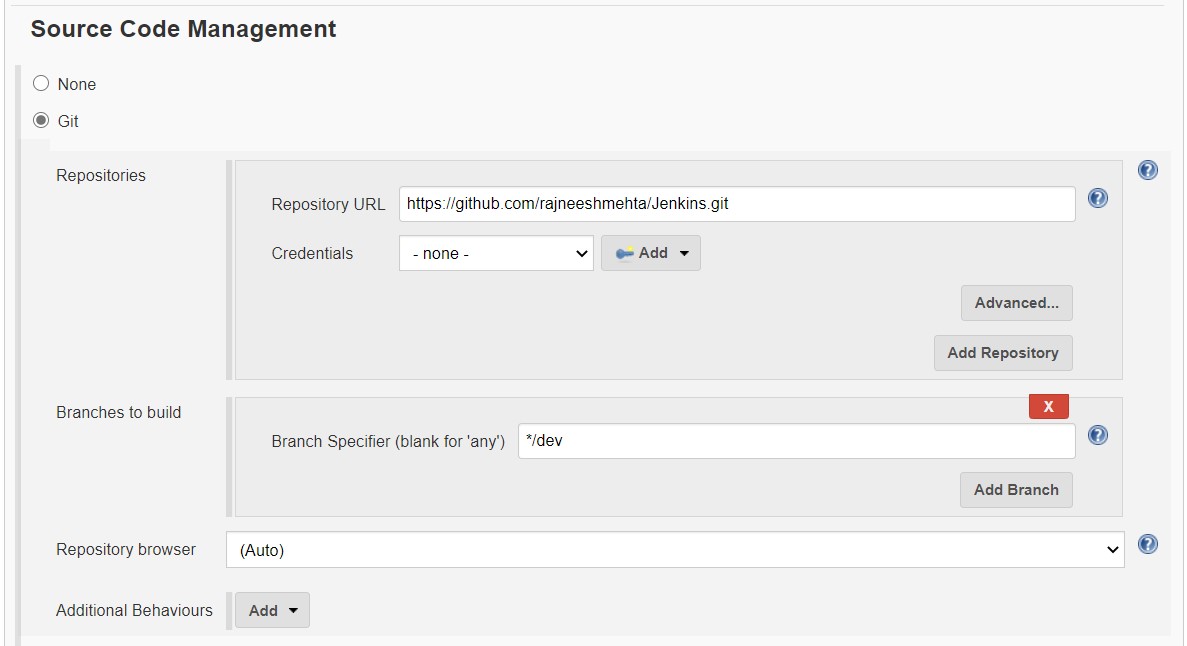 Source Code Management
None
Git
Repositories
Repository URL https://github.com/rajneeshmehta/Jenkins.git
Credentials - none - Add
Advanced...
Add Repository
Branches to build
X
Branch Specifier (blank for 'any') */dev
Add Branch
Repository browser (Auto)
Additional Behaviours Add